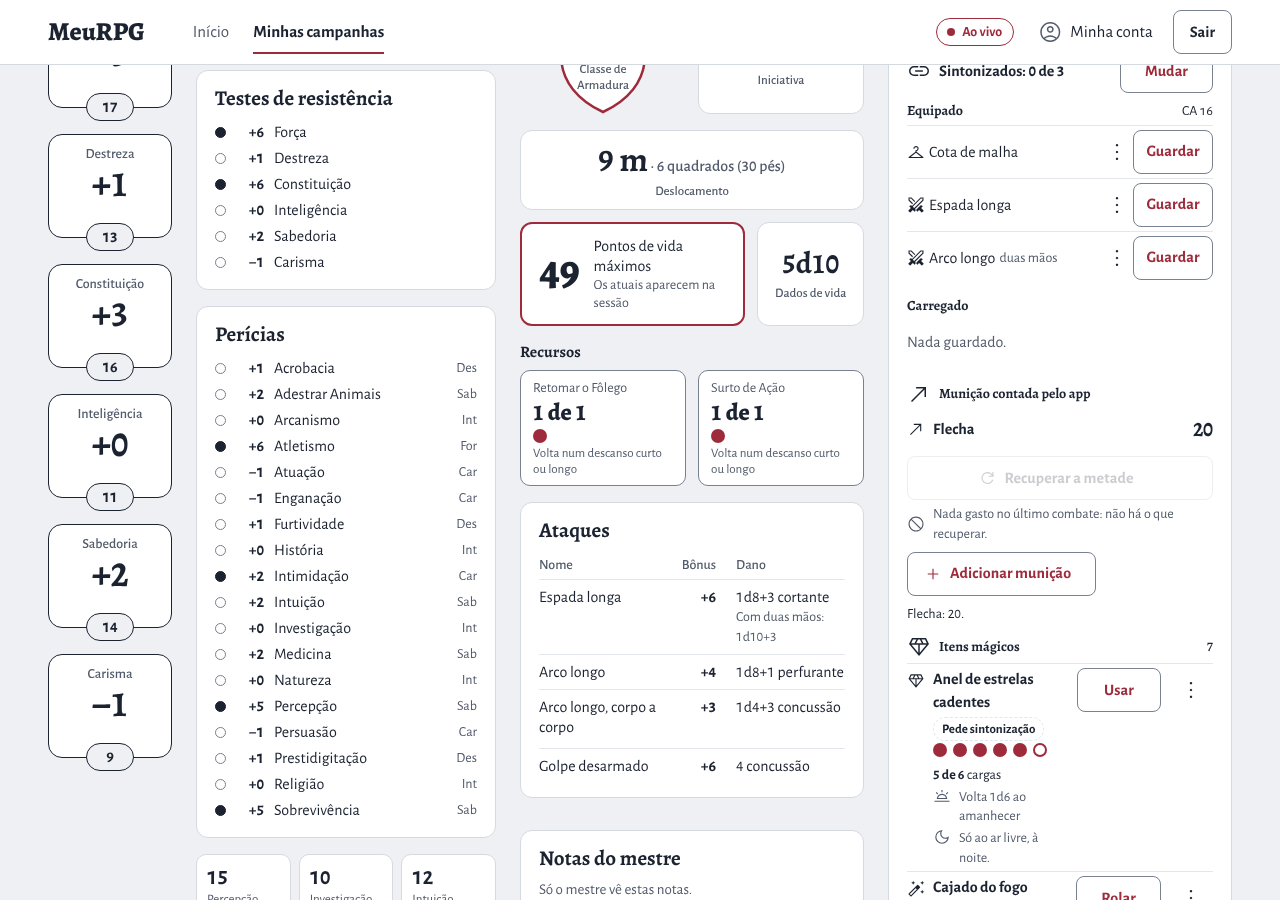 MeuRPG
Início
Minhas campanhas
Ao vivo
Minha conta
Sair
17
Destreza
+1
13
Constituição
+3
16
Inteligência
+0
11
Sabedoria
+2
14
Carisma
−1
9
Testes de resistência
+6 Força
+1 Destreza
+6 Constituição
+0 Inteligência
+2 Sabedoria
−1 Carisma
Perícias
+1 Acrobacia Des
+2 Adestrar Animais Sab
+0 Arcanismo Int
+6 Atletismo For
−1 Atuação Car
−1 Enganação Car
+1 Furtividade Des
+0 História Int
+2 Intimidação Car
+2 Intuição Sab
+0 Investigação Int
+2 Medicina Sab
+0 Natureza Int
+5 Percepção Sab
−1 Persuasão Car
+1 Prestidigitação Des
+0 Religião Int
+5 Sobrevivência Sab
15
Percepção
10
Investigação
12
Intuição
Classe de
Armadura
Iniciativa
9 m · 6 quadrados (30 pés)
Deslocamento
49
Pontos de vida
máximos
Os atuais aparecem na
sessão
5d10
Dados de vida
Recursos
Retomar o Fôlego
1 de 1
Volta num descanso curto
ou longo
Surto de Ação
1 de 1
Volta num descanso curto
ou longo
Ataques
Nome Bônus Dano
Espada longa +6 1d8+3 cortante
Com duas mãos:
1d10+3
Arco longo +4 1d8+1 perfurante
Arco longo, corpo a +3 1d4+3 concussão
corpo
Golpe desarmado +6 4 concussão
Notas do mestre
Só o mestre vê estas notas.
Sintonizados: 0 de 3
Mudar
Equipado CA 16
Cota de malha Guardar
Espada longa Guardar
Arco longo duas mãos Guardar
Carregado
Nada guardado.
Munição contada pelo app
Flecha 20
Recuperar a metade
Nada gasto no último combate: não há o que
recuperar.
+ Adicionar munição
Flecha: 20.
Itens mágicos 7
Anel de estrelas
cadentes
Usar
Pede sintonização
5 de 6 cargas
Volta 1d6 ao
amanhecer
Só ao ar livre, à
noite.
Cajado do fogo
Rolar